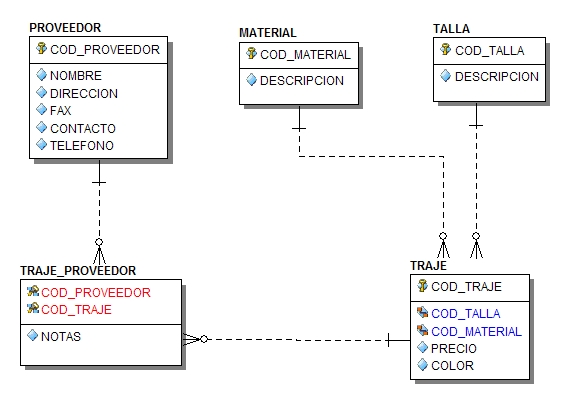 PROVEEDOR
COD_PROVEEDOR
NOMBRE
DIRECCION
FAX
CONTACTO
TELEFONO
MATERIAL
COD_MATERIAL
DESCRIPCION
TALLA
COD_TALLA
DESCRIPCION
TRAJE_PROVEEDOR
COD_PROVEEDOR
COD_TRAJE
NOTAS
TRAJE
COD_TRAJE
COD_TALLA
COD_MATERIAL
PRECIO
COLOR